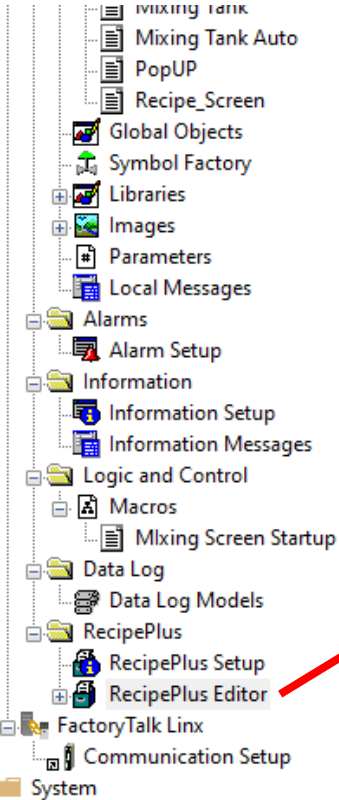 Mixing Tank
Mixing Tank Auto
PopUP
Recipe_Screen
Global Objects
Symbol Factory
Libraries
Images
Parameters
Local Messages
Alarms
Alarm Setup
Information
Information Setup
Information Messages
Logic and Control
Macros
MIxing Screen Startup
Data Log
Data Log Models
RecipePlus
RecipePlus Setup
RecipePlus Editor
FactoryTalk Linx
Communication Setup
System